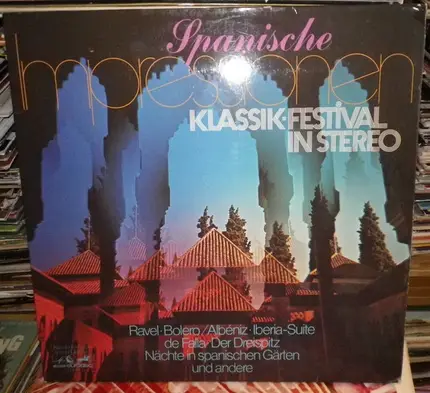 Spanische
Impressionen
KLASSIK-FESTIVAL
IN STEREO
Ravel · Bolero/Albéniz · Iberia-Suite
de Falla · Der Dreispitz
Nächte in spanischen Gärten
und andere